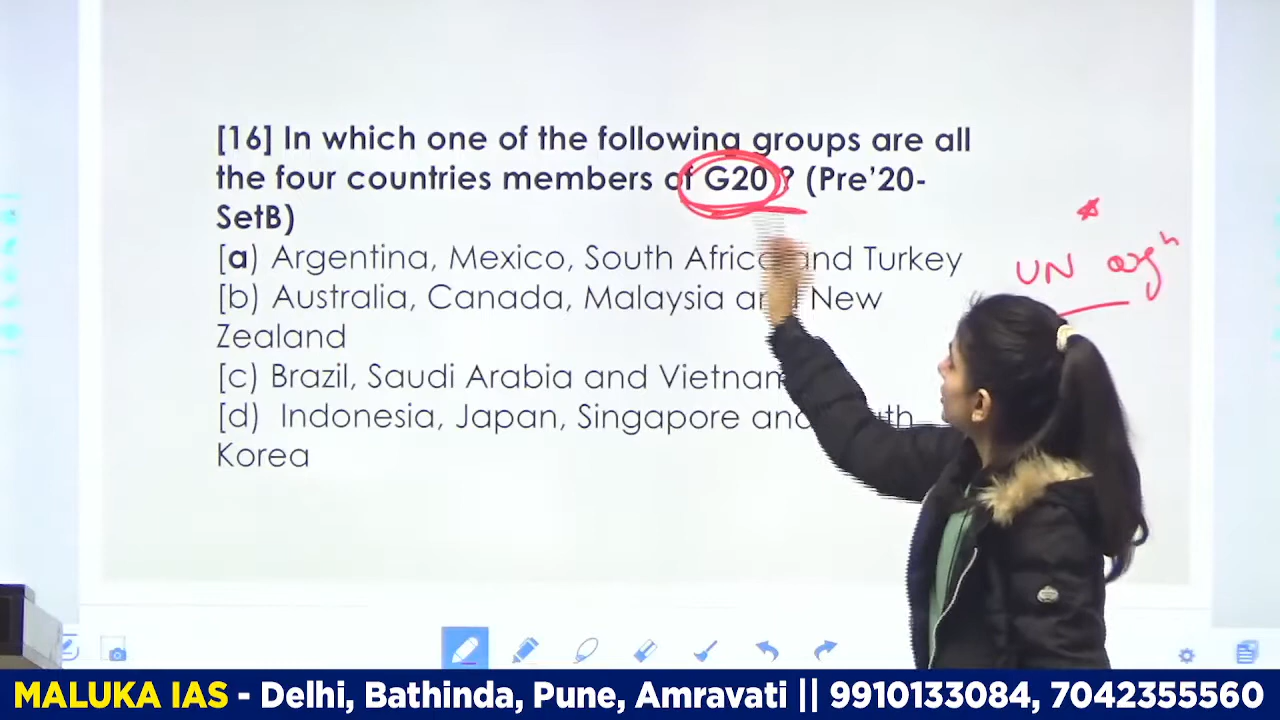 [16] In which one of the following groups are all
the four countries members of G20 ? (Pre'20-
SetB)
[a) Argentina, Mexico, South Africa and Turkey
[b) Australia, Canada, Malaysia and New
Zealand
[c) Brazil, Saudi Arabia and Vietnam
[d) Indonesia, Japan, Singapore and South
Korea
UN orgn
MALUKA IAS - Delhi, Bathinda, Pune, Amravati || 9910133084, 7042355560